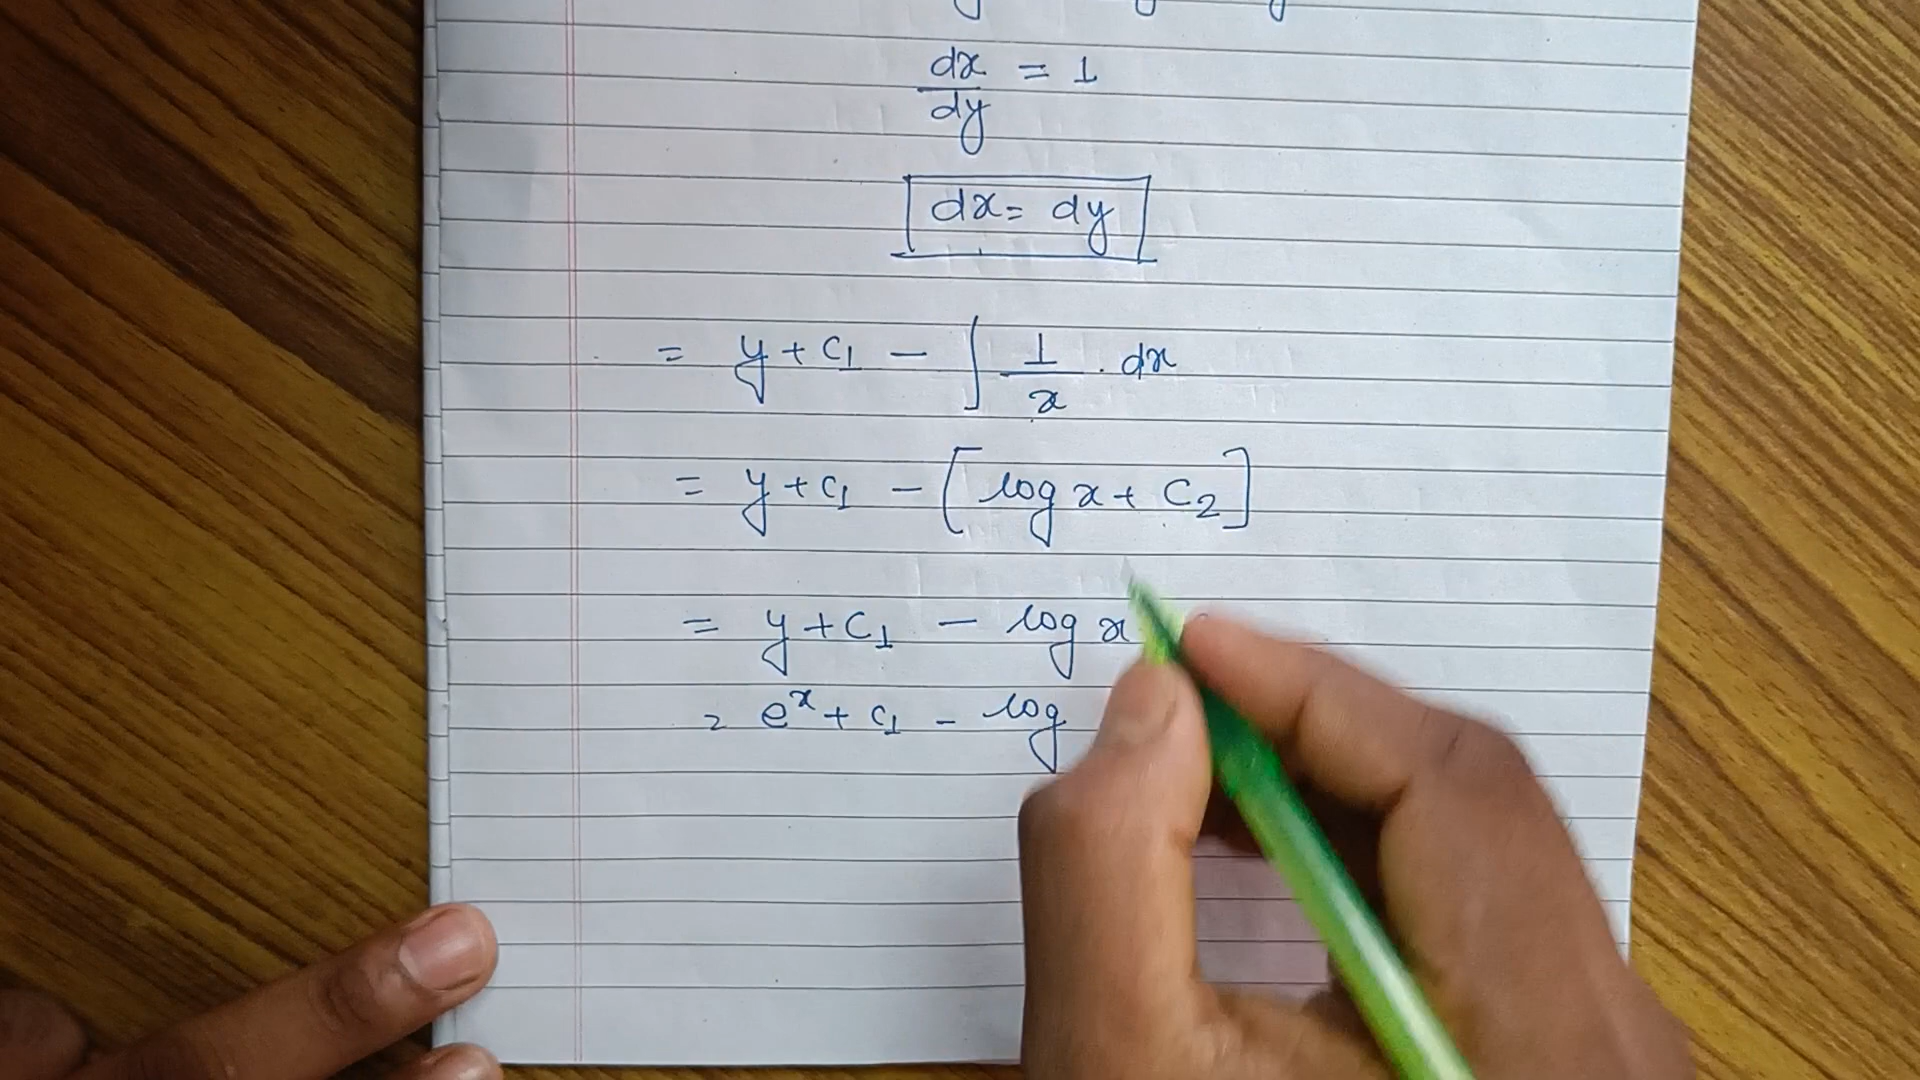 dx/dy = 1
dx = dy
= y + c₁ - ∫ 1/x . dx
= y + c₁ - [log x + C₂]
= y + c₁ - log x
= eˣ + c₁ - log